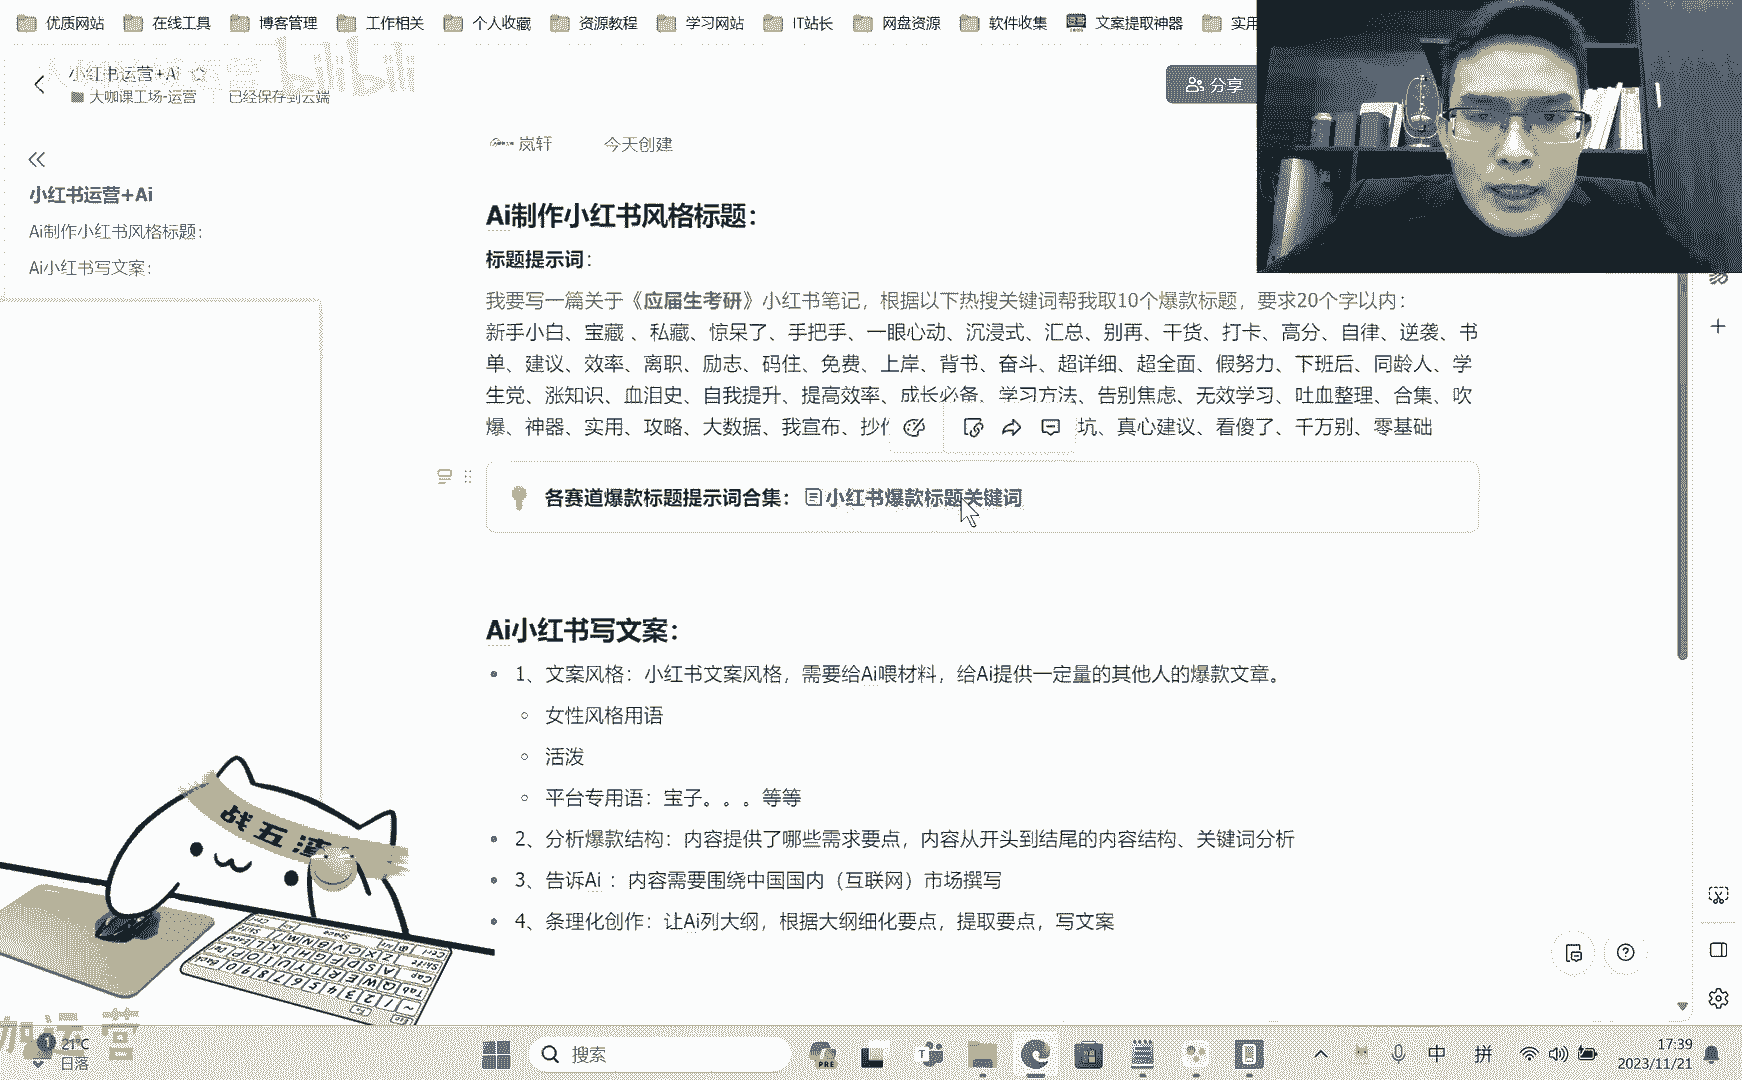 优质网站 在线工具 博客管理 工作相关 个人收藏 资源教程 学习网站 IT站长 网盘资源 软件收集 文案提取神器 实用
bilibili
小红书运营+Ai
大咖课工场-运营 已经保存到云端
分享
岚轩 今天创建
小红书运营+Ai
Ai制作小红书风格标题：
Ai小红书写文案：
Ai制作小红书风格标题：
标题提示词：
我要写一篇关于《应届生考研》小红书笔记，根据以下热搜关键词帮我取10个爆款标题，要求20个字以内：
新手小白、宝藏 、私藏、惊呆了、手把手、一眼心动、沉浸式、汇总、别再、干货、打卡、高分、自律、逆袭、书
单、建议、效率、离职、励志、码住、免费、上岸、背书、奋斗、超详细、超全面、假努力、下班后、同龄人、学
生党、涨知识、血泪史、自我提升、提高效率、成长必备、学习方法、告别焦虑、无效学习、吐血整理、合集、吹
爆、神器、实用、攻略、大数据、我宣布、抄 坑、真心建议、看傻了、千万别、零基础
各赛道爆款标题提示词合集： 小红书爆款标题关键词
Ai小红书写文案：
1、文案风格：小红书文案风格，需要给Ai喂材料，给Ai提供一定量的其他人的爆款文章。
女性风格用语
活泼
平台专用语：宝子。。。等等
2、分析爆款结构：内容提供了哪些需求要点，内容从开头到结尾的内容结构、关键词分析
3、告诉Ai ：内容需要围绕中国国内（互联网）市场撰写
4、条理化创作：让Ai列大纲，根据大纲细化要点，提取要点，写文案
战五渣
咖运营
1
21°C
日落
搜索
PRE
中 拼
17:39
2023/11/21